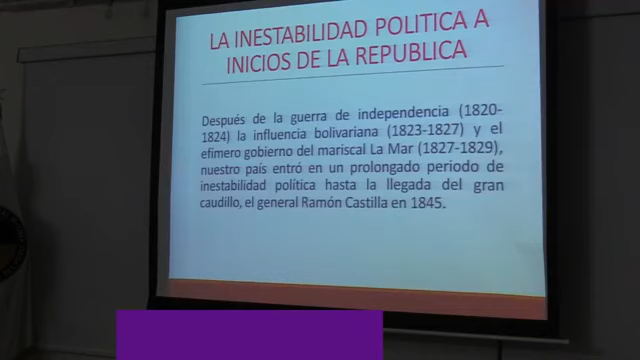 LA INESTABILIDAD POLITICA A
INICIOS DE LA REPUBLICA
Después de la guerra de independencia (1820-
1824) la influencia bolivariana (1823-1827) y el
efímero gobierno del mariscal La Mar (1827-1829),
nuestro país entró en un prolongado periodo de
inestabilidad política hasta la llegada del gran
caudillo, el general Ramón Castilla en 1845.